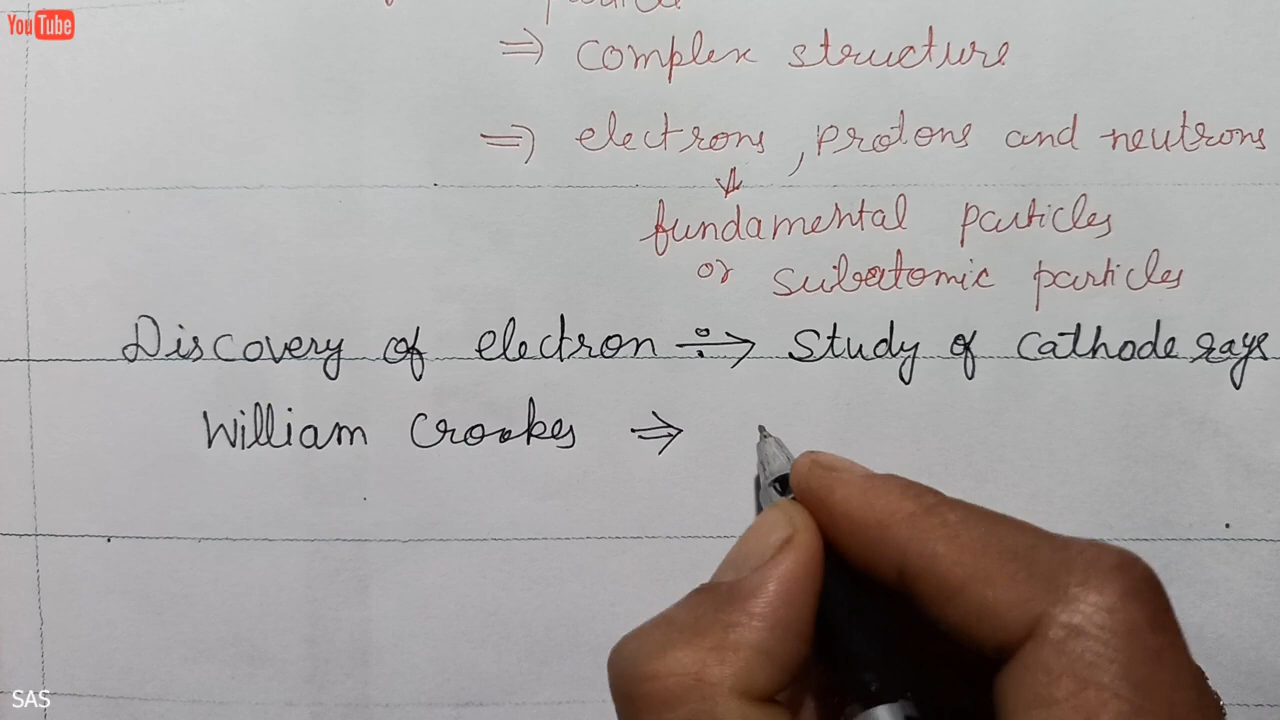 YouTube
⇒ complex structure
⇒ electrons, protons and neutrons
↓
fundamental particles
or subatomic particles
Discovery of electron ÷→ Study of cathode rays
William Crookes ⇒
SAS